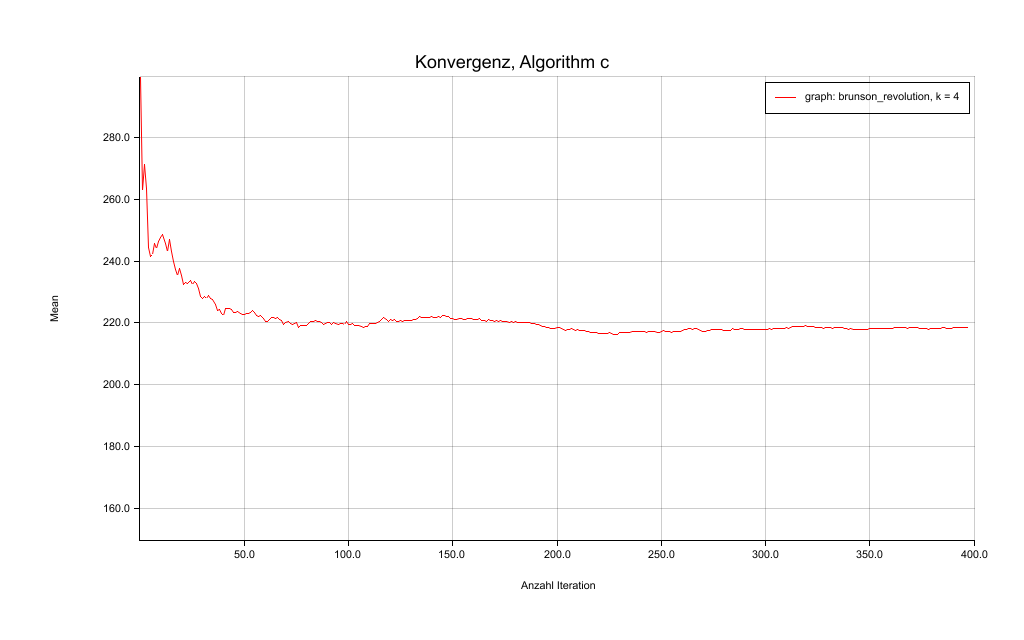 Konvergenz, Algorithm c
graph: brunson_revolution, k = 4
280.0
260.0
240.0
220.0
200.0
180.0
160.0
Mean
50.0 100.0 150.0 200.0 250.0 300.0 350.0 400.0
Anzahl Iteration